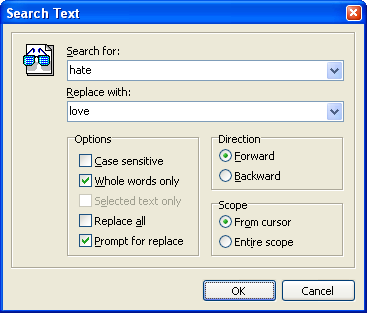 Search Text
Search for:
hate
Replace with:
love
Options
Case sensitive
Whole words only
Selected text only
Replace all
Prompt for replace
Direction
Forward
Backward
Scope
From cursor
Entire scope
OK
Cancel